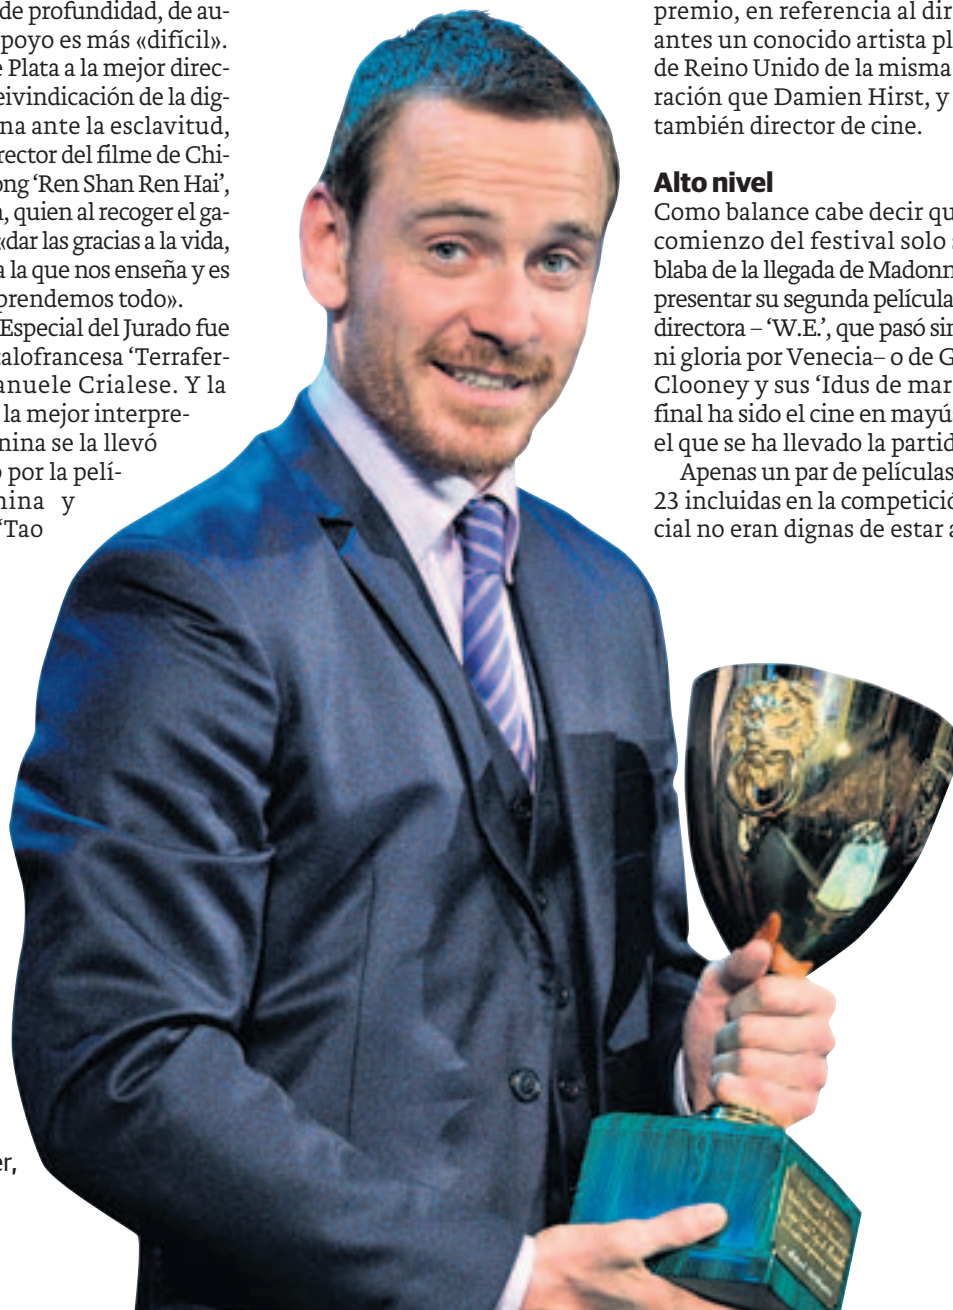 de profundidad, de au-
poyo es más «difícil».
Plata a la mejor direc-
eivindicación de la dig-
na ante la esclavitud,
rector del filme de Chi-
ong ‘Ren Shan Ren Hai’,
, quien al recoger el ga-
«dar las gracias a la vida,
a la que nos enseña y es
prendemos todo».
Especial del Jurado fue
talofrancesa ‘Terrafer-
anuele Crialese. Y la
la mejor interpre-
nina se la llevó
por la pelí-
nina y
‘Tao
er,
premio, en referencia al dir
antes un conocido artista pl
de Reino Unido de la misma
ración que Damien Hirst, y
también director de cine.
Alto nivel
Como balance cabe decir qu
comienzo del festival solo
blaba de la llegada de Madonn
presentar su segunda película
directora – ‘W.E.’, que pasó sin
ni gloria por Venecia– o de G
Clooney y sus ‘Idus de mar
final ha sido el cine en mayús
el que se ha llevado la partid
Apenas un par de películas
23 incluidas en la competició
cial no eran dignas de estar a